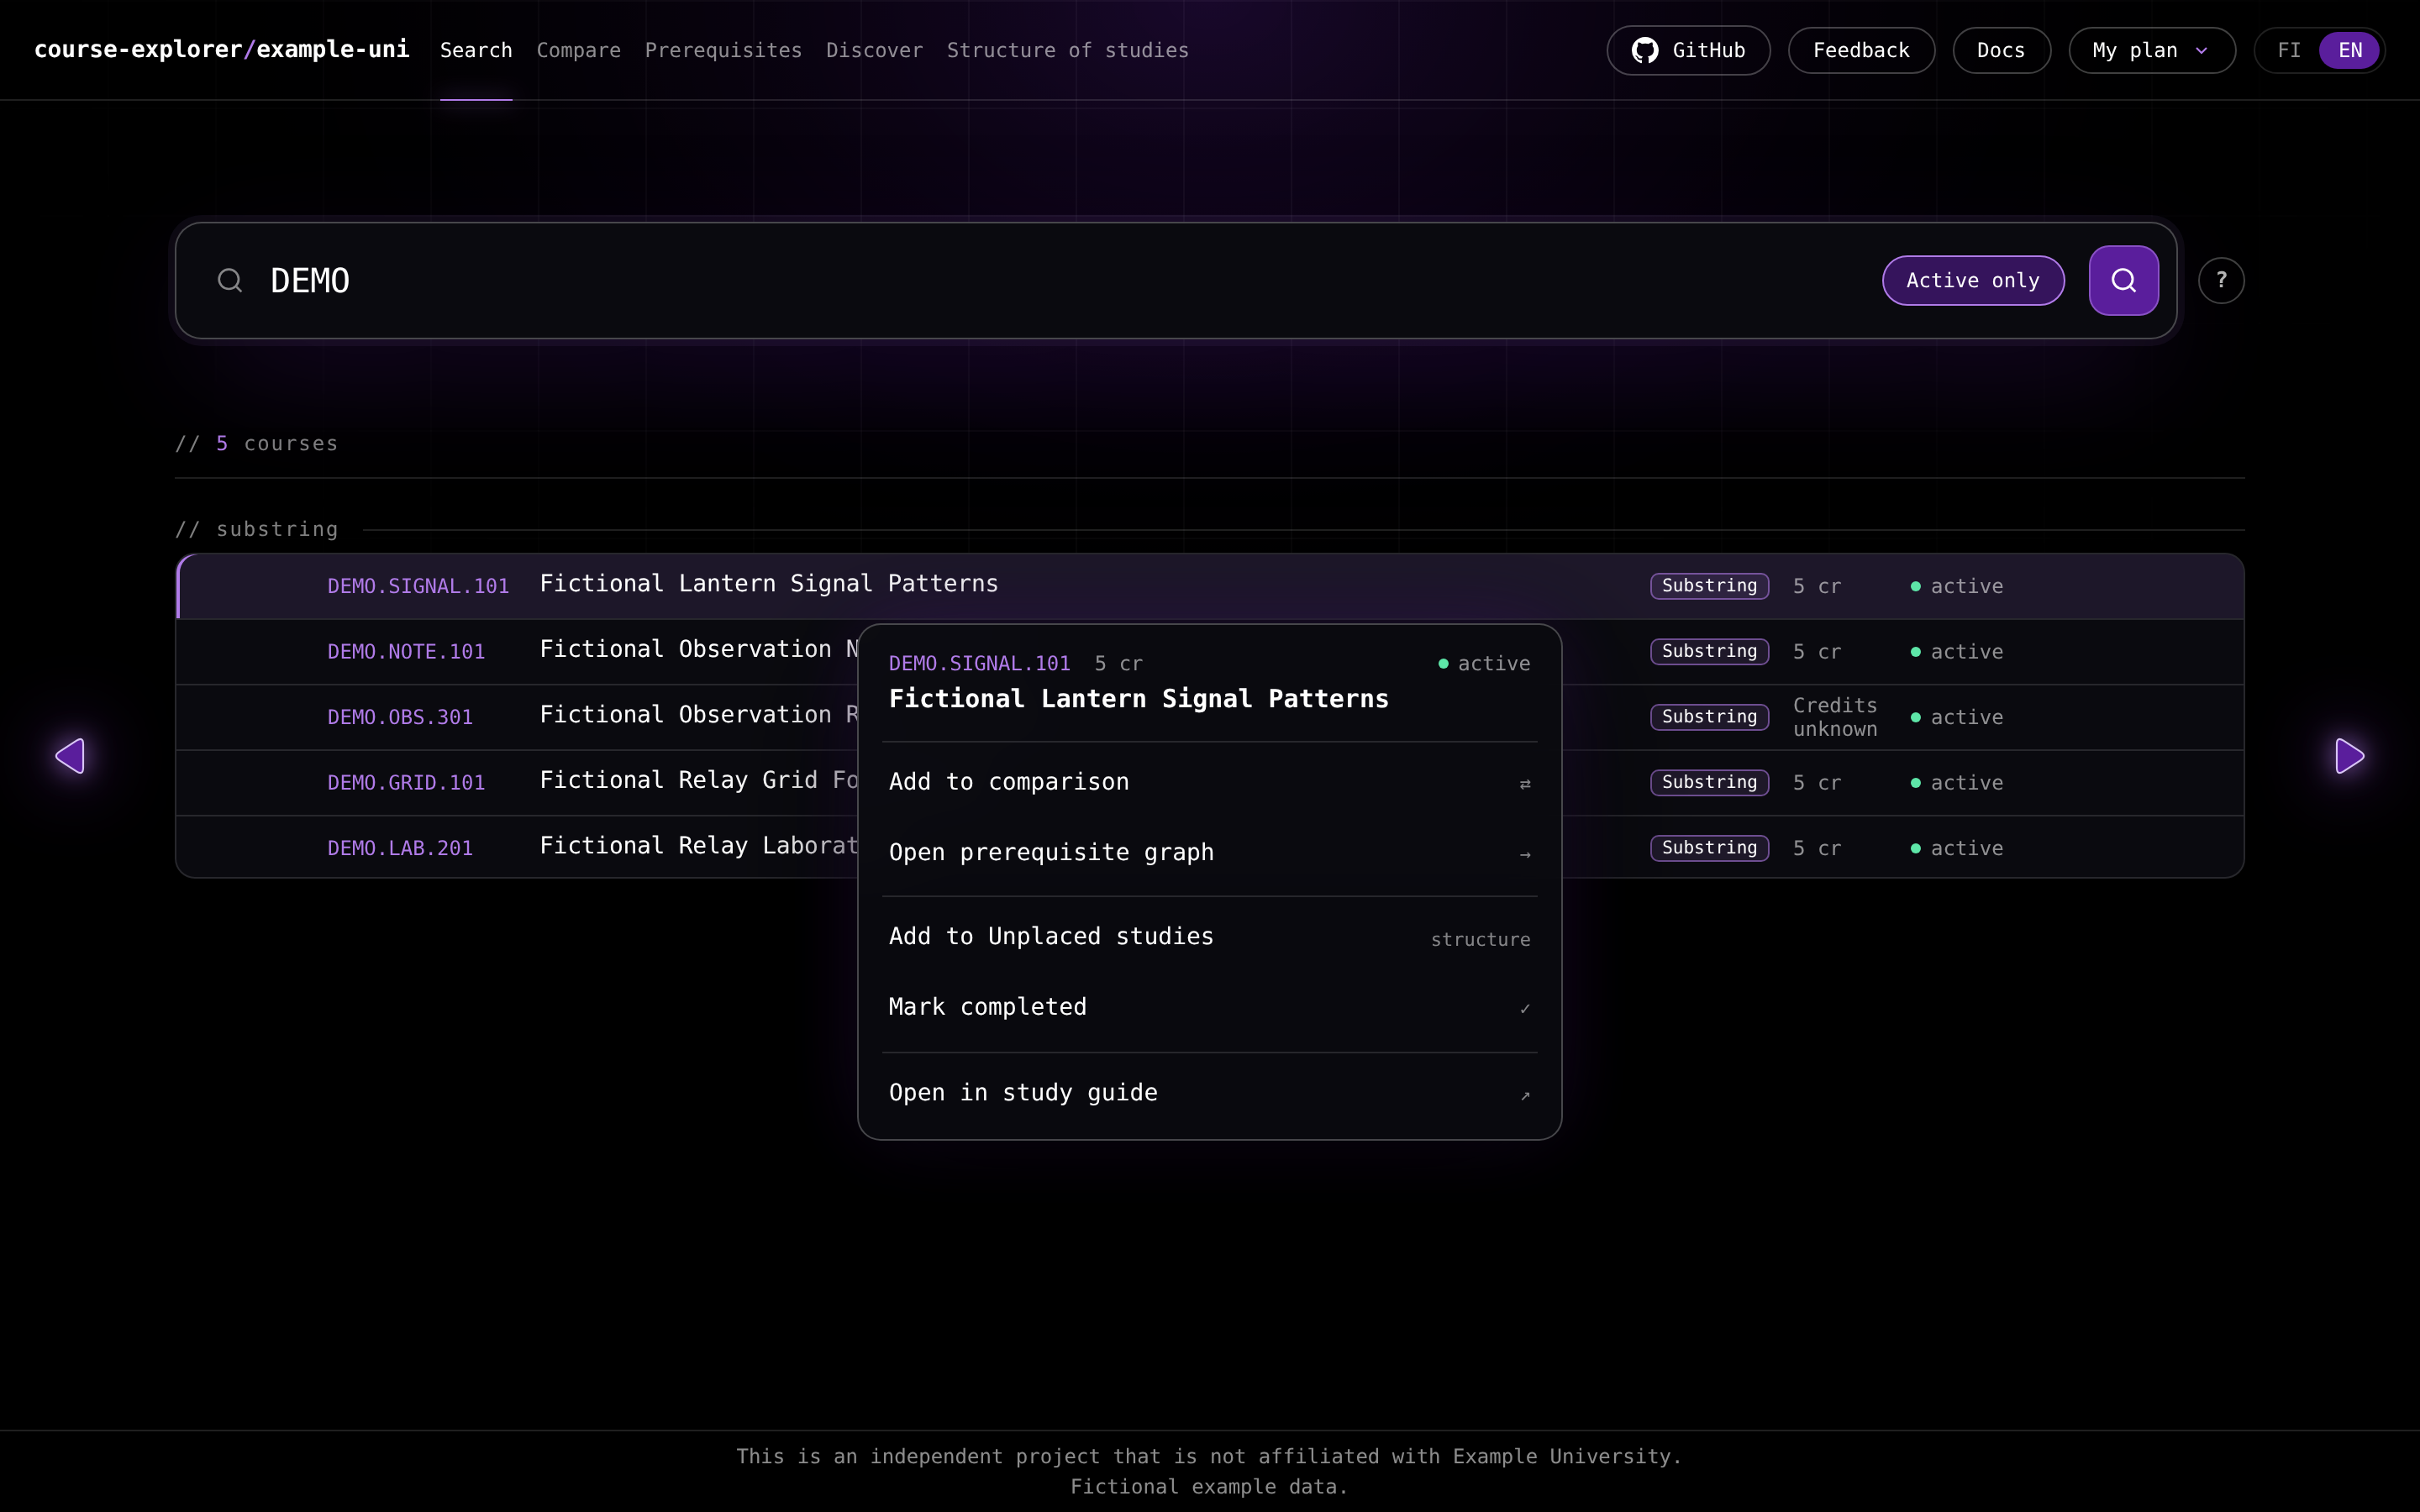 course-explorer/example-uni Search Compare Prerequisites Discover Structure of studies GitHub Feedback Docs My plan FI EN
DEMO Active only ?
// 5 courses
// substring
DEMO.SIGNAL.101 Fictional Lantern Signal Patterns Substring 5 cr active
DEMO.NOTE.101 Fictional Observation N Substring 5 cr active
DEMO.OBS.301 Fictional Observation R Substring Credits unknown active
DEMO.GRID.101 Fictional Relay Grid Fo Substring 5 cr active
DEMO.LAB.201 Fictional Relay Laborat Substring 5 cr active
DEMO.SIGNAL.101 5 cr active
Fictional Lantern Signal Patterns
Add to comparison ⇄
Open prerequisite graph →
Add to Unplaced studies structure
Mark completed ✓
Open in study guide ↗
This is an independent project that is not affiliated with Example University.
Fictional example data.